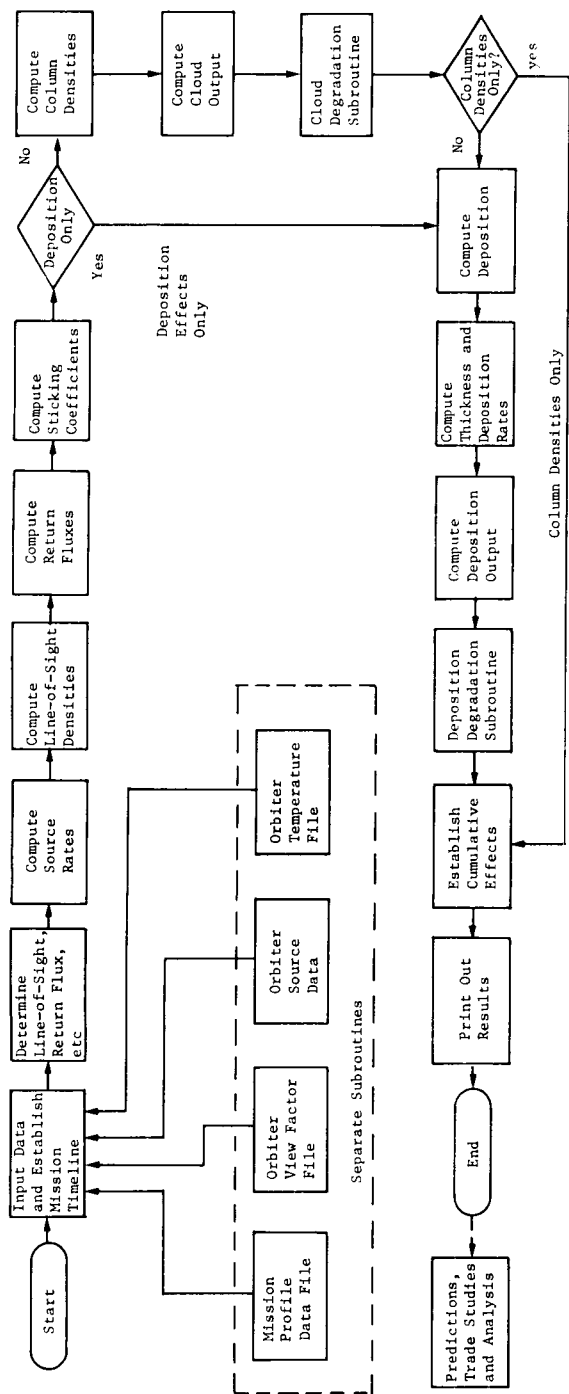 Start
Input Data
and Establish
Mission
Timeline
Determine
Line-of-Sight,
Return Flux,
etc
Compute
Source
Rates
Compute
Line-of-Sight
Densities
Compute
Return
Fluxes
Compute
Sticking
Coefficients
Deposition
Only
No
Yes
Compute
Column
Densities
Compute
Cloud
Output
Cloud
Degradation
Subroutine
Column
Densities
Only?
No
yes
Deposition
Effects
Only
Mission
Profile
Data File
Orbiter
View Factor
File
Orbiter
Source
Data
Orbiter
Temperature
File
Separate Subroutines
Compute
Deposition
Compute
Thickness and
Deposition
Rates
Compute
Deposition
Output
Deposition
Degradation
Subroutine
Establish
Cumulative
Effects
Column Densities Only
Print Out
Results
End
Predictions,
Trade Studies
and Analysis